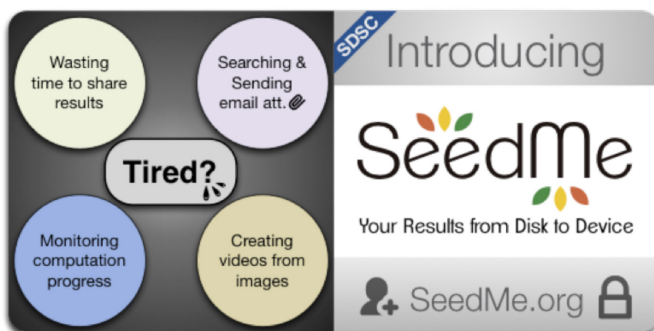 Wasting
time to share
results
Searching &
Sending
email att.
Tired?
Monitoring
computation
progress
Creating
videos from
images
SDSC
Introducing
SeedMe
Your Results from Disk to Device
SeedMe.org